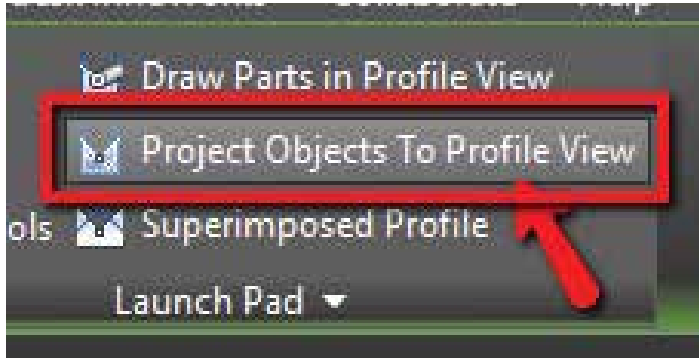 Draw Parts in Profile View
Project Objects To Profile View
ols Superimposed Profile
Launch Pad